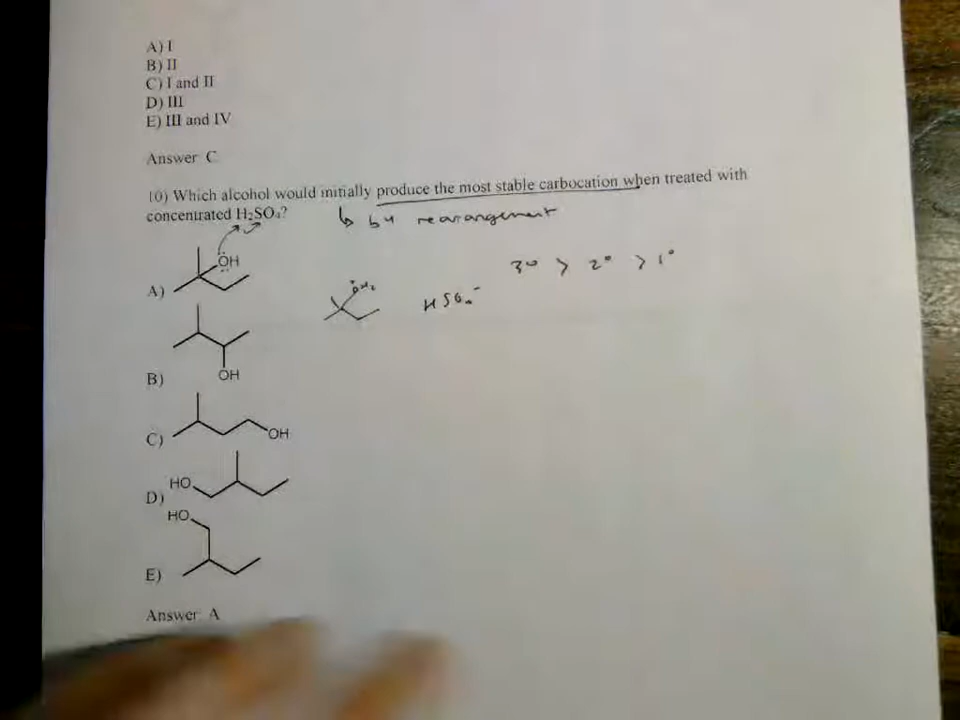 A) I
B) II
C) I and II
D) III
E) III and IV
Answer C
10) Which alcohol would initially produce the most stable carbocation when treated with
concentrated H₂SO₄?
↳ by rearrangement
3° > 2° > 1°
OH
A)
OH₂
HSO₄⁻
OH
B)
OH
C)
HO
D)
HO
E)
Answer: A